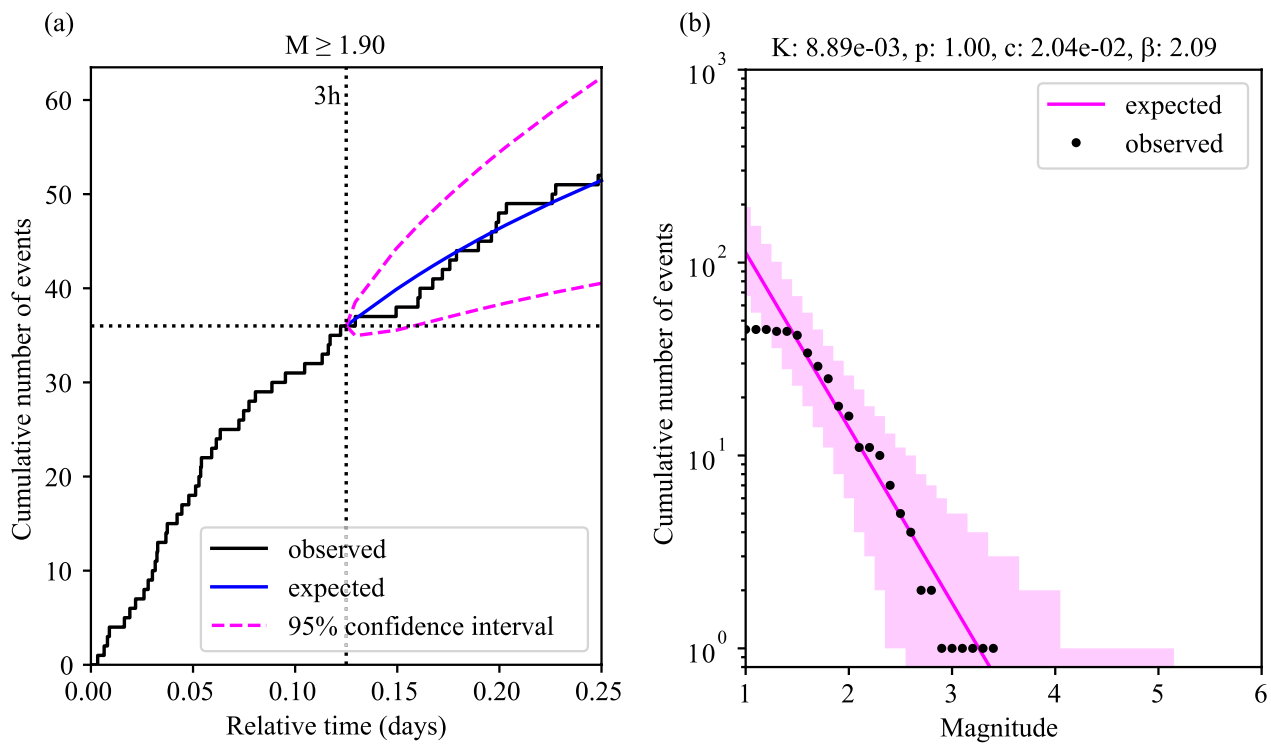 (a)
M ≥ 1.90
3h
60
50
40
30
20
10
0
Cumulative number of events
observed
expected
95% confidence interval
0.00 0.05 0.10 0.15 0.20 0.25
Relative time (days)
(b)
K: 8.89e-03, p: 1.00, c: 2.04e-02, β: 2.09
expected
observed
10³
10²
10¹
10⁰
Cumulative number of events
1 2 3 4 5 6
Magnitude